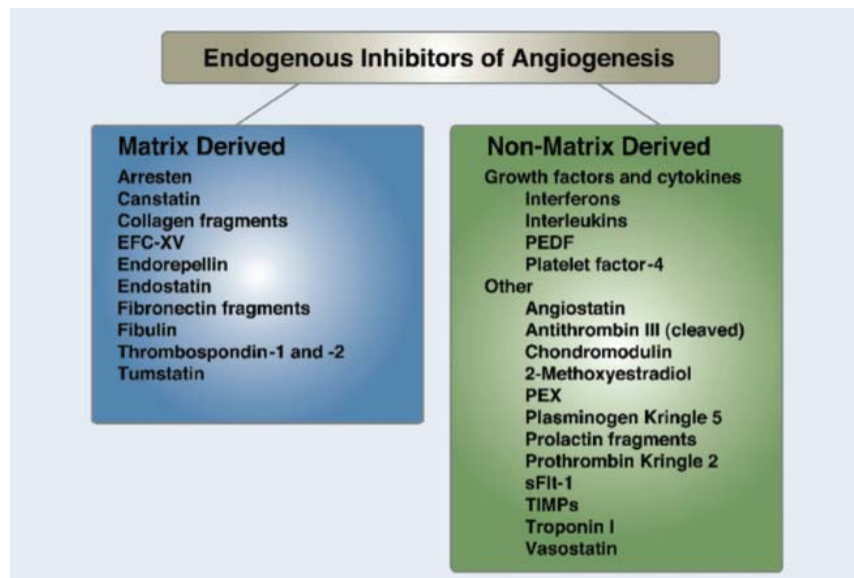 Endogenous Inhibitors of Angiogenesis
Matrix Derived
Arresten
Canstatin
Collagen fragments
EFC-XV
Endorepellin
Endostatin
Fibronectin fragments
Fibulin
Thrombospondin-1 and -2
Tumstatin
Non-Matrix Derived
Growth factors and cytokines
Interferons
Interleukins
PEDF
Platelet factor-4
Other
Angiostatin
Antithrombin III (cleaved)
Chondromodulin
2-Methoxyestradiol
PEX
Plasminogen Kringle 5
Prolactin fragments
Prothrombin Kringle 2
sFlt-1
TIMPs
Troponin I
Vasostatin